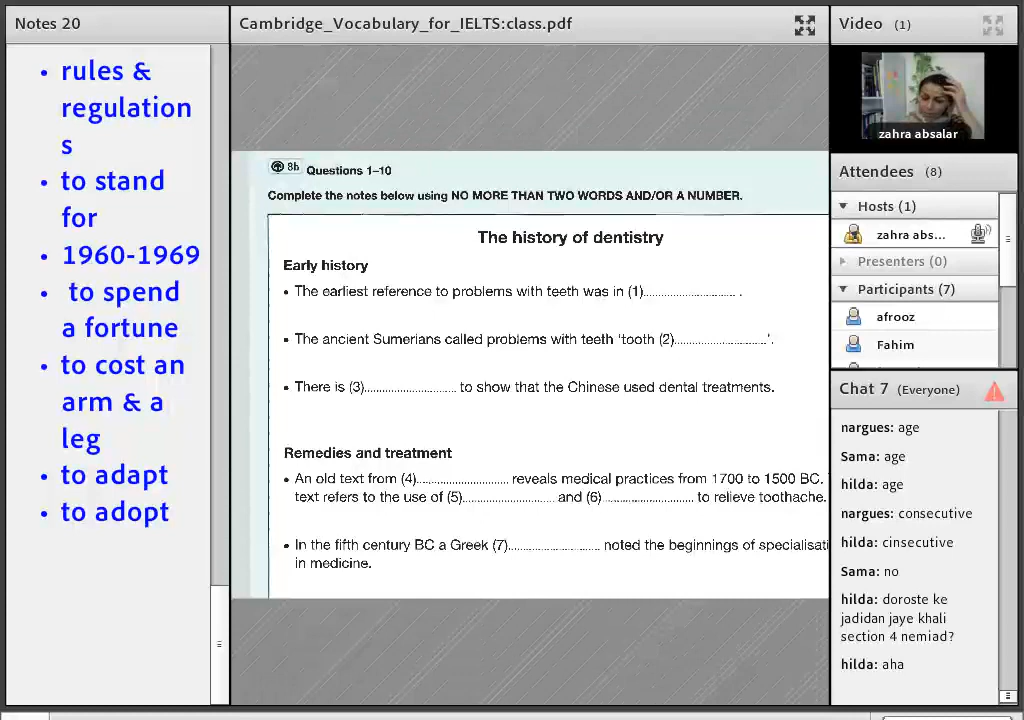 Notes 20
• rules &
regulation
s
• to stand
for
• 1960-1969
• to spend
a fortune
• to cost an
arm & a
leg
• to adapt
• to adopt
Cambridge_Vocabulary_for_IELTS:class.pdf
8b Questions 1–10
Complete the notes below using NO MORE THAN TWO WORDS AND/OR A NUMBER.
The history of dentistry
Early history
• The earliest reference to problems with teeth was in (1)............................ .
• The ancient Sumerians called problems with teeth 'tooth (2)............................'.
• There is (3)............................ to show that the Chinese used dental treatments.
Remedies and treatment
• An old text from (4)............................ reveals medical practices from 1700 to 1500 BC.
text refers to the use of (5)............................ and (6)............................ to relieve toothache.
• In the fifth century BC a Greek (7)............................ noted the beginnings of specialisati
in medicine.
Video (1)
zahra absalar
Attendees (8)
Hosts (1)
zahra abs...
Presenters (0)
Participants (7)
afrooz
Fahim
Chat 7 (Everyone)
nargues: age
Sama: age
hilda: age
nargues: consecutive
hilda: cinsecutive
Sama: no
hilda: doroste ke
jadidan jaye khali
section 4 nemiad?
hilda: aha